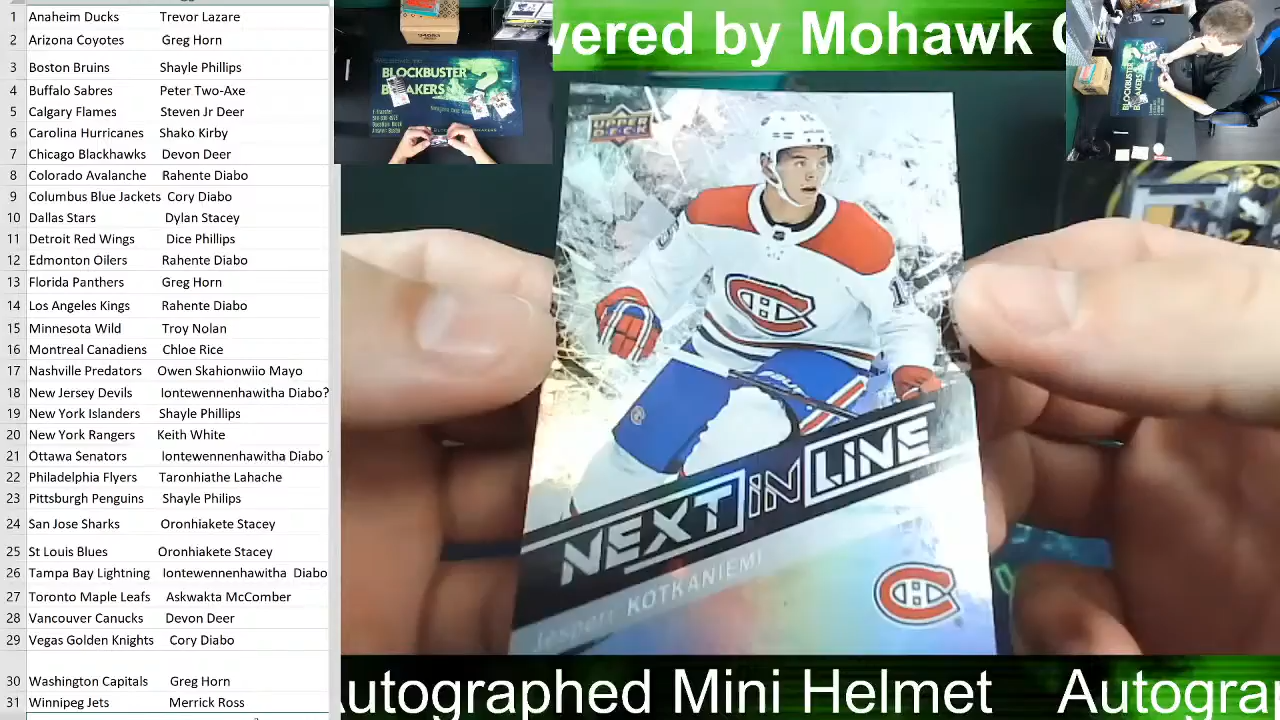 1 Anaheim Ducks Trevor Lazare
2 Arizona Coyotes Greg Horn
3 Boston Bruins Shayle Phillips
4 Buffalo Sabres Peter Two-Axe
5 Calgary Flames Steven Jr Deer
6 Carolina Hurricanes Shako Kirby
7 Chicago Blackhawks Devon Deer
8 Colorado Avalanche Rahente Diabo
9 Columbus Blue Jackets Cory Diabo
10 Dallas Stars Dylan Stacey
11 Detroit Red Wings Dice Phillips
12 Edmonton Oilers Rahente Diabo
13 Florida Panthers Greg Horn
14 Los Angeles Kings Rahente Diabo
15 Minnesota Wild Troy Nolan
16 Montreal Canadiens Chloe Rice
17 Nashville Predators Owen Skahionwiio Mayo
18 New Jersey Devils Iontewennenhawitha Diabo?
19 New York Islanders Shayle Phillips
20 New York Rangers Keith White
21 Ottawa Senators Iontewennenhawitha Diabo
22 Philadelphia Flyers Taronhiathe Lahache
23 Pittsburgh Penguins Shayle Philips
24 San Jose Sharks Oronhiakete Stacey
25 St Louis Blues Oronhiakete Stacey
26 Tampa Bay Lightning Iontewennenhawitha Diabo
27 Toronto Maple Leafs Askwaka McComber
28 Vancouver Canucks Devon Deer
29 Vegas Golden Knights Cory Diabo
30 Washington Capitals Greg Horn
31 Winnipeg Jets Merrick Ross
BLOCKBUSTER
BREAKERS
vered by Mohawk
UPPER
DECK
15
NEXT IN LINE
Jesperi KOTKANIEMI
utographed Mini Helmet Autogra